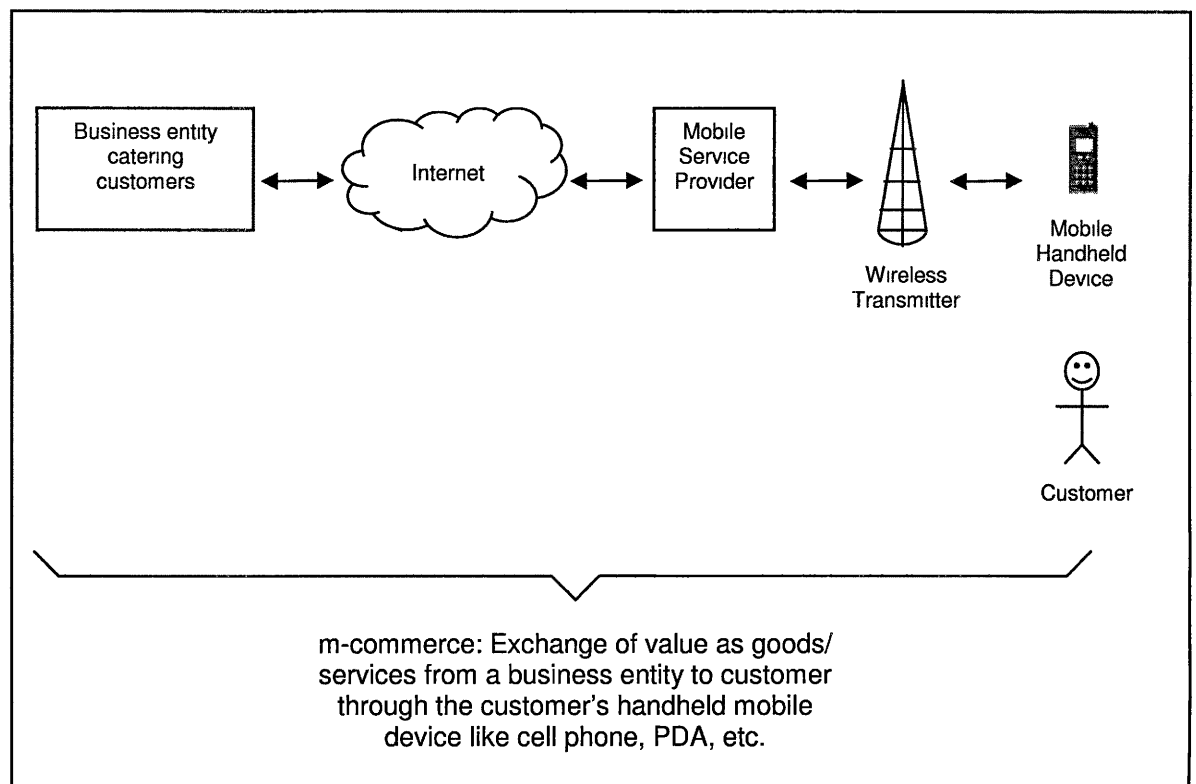 Business entity
catering
customers
Internet
Mobile
Service
Provider
Wireless
Transmitter
Mobile
Handheld
Device
Customer
m-commerce: Exchange of value as goods/
services from a business entity to customer
through the customer's handheld mobile
device like cell phone, PDA, etc.